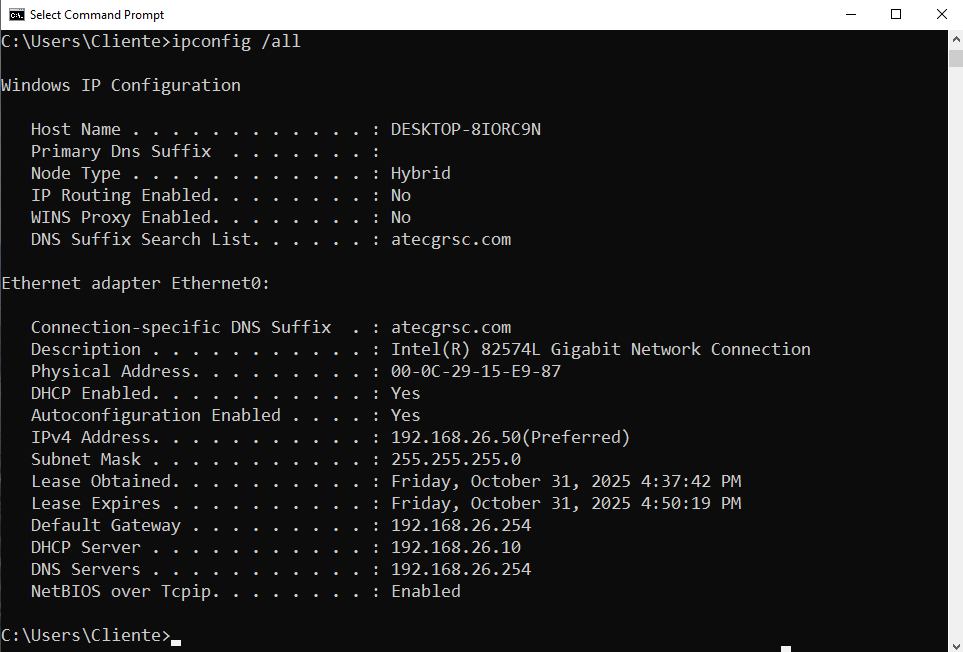 Select Command Prompt
C:\Users\Cliente>ipconfig /all
Windows IP Configuration
Host Name . . . . . . . . . . . . : DESKTOP-8IORC9N
Primary Dns Suffix  . . . . . . . :
Node Type . . . . . . . . . . . . : Hybrid
IP Routing Enabled. . . . . . . . : No
WINS Proxy Enabled. . . . . . . . : No
DNS Suffix Search List. . . . . . : atecgrsc.com
Ethernet adapter Ethernet0:
Connection-specific DNS Suffix  . : atecgrsc.com
Description . . . . . . . . . . . : Intel(R) 82574L Gigabit Network Connection
Physical Address. . . . . . . . . : 00-0C-29-15-E9-87
DHCP Enabled. . . . . . . . . . . : Yes
Autoconfiguration Enabled . . . . : Yes
IPv4 Address. . . . . . . . . . . : 192.168.26.50(Preferred)
Subnet Mask . . . . . . . . . . . : 255.255.255.0
Lease Obtained. . . . . . . . . . : Friday, October 31, 2025 4:37:42 PM
Lease Expires . . . . . . . . . . : Friday, October 31, 2025 4:50:19 PM
Default Gateway . . . . . . . . . : 192.168.26.254
DHCP Server . . . . . . . . . . . : 192.168.26.10
DNS Servers . . . . . . . . . . . : 192.168.26.254
NetBIOS over Tcpip. . . . . . . . : Enabled
C:\Users\Cliente>